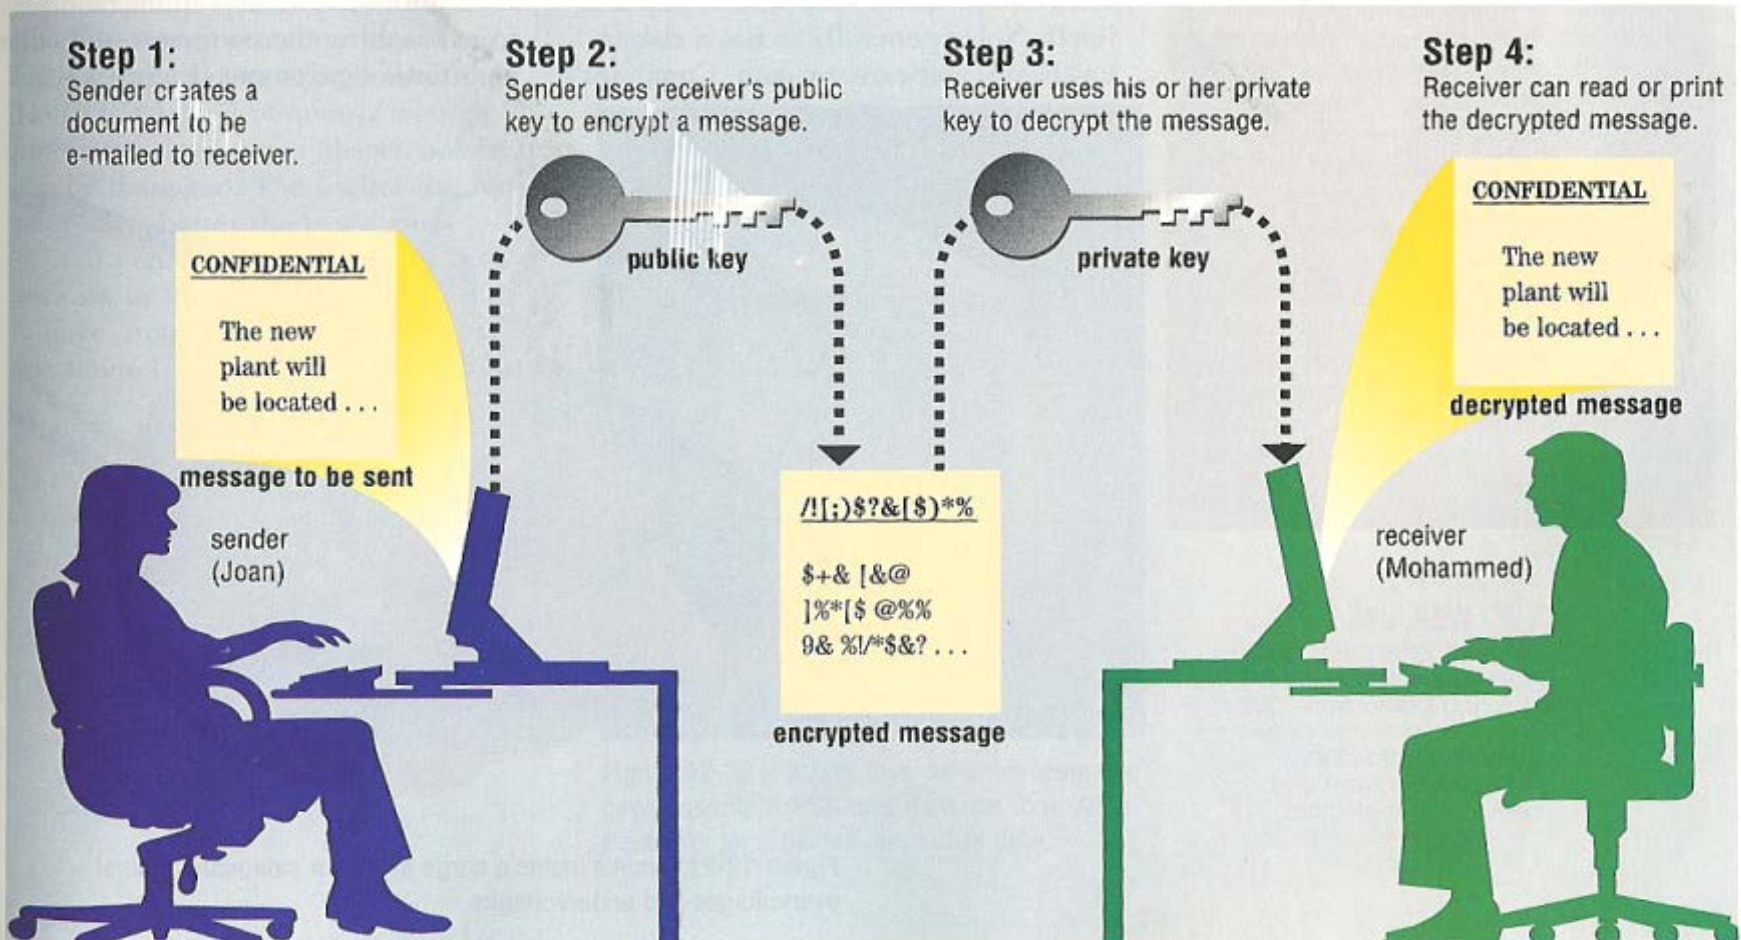 Step 1:
Sender creates a
document to be
e-mailed to receiver.
Step 2:
Sender uses receiver's public
key to encrypt a message.
Step 3:
Receiver uses his or her private
key to decrypt the message.
Step 4:
Receiver can read or print
the decrypted message.
public key
private key
CONFIDENTIAL
The new
plant will
be located . . .
message to be sent
sender
(Joan)
/![;)$?&[$)*%
$+& [&@
]%*[$ @%%
9& %!/*$&? . . .
encrypted message
CONFIDENTIAL
The new
plant will
be located . . .
decrypted message
receiver
(Mohammed)